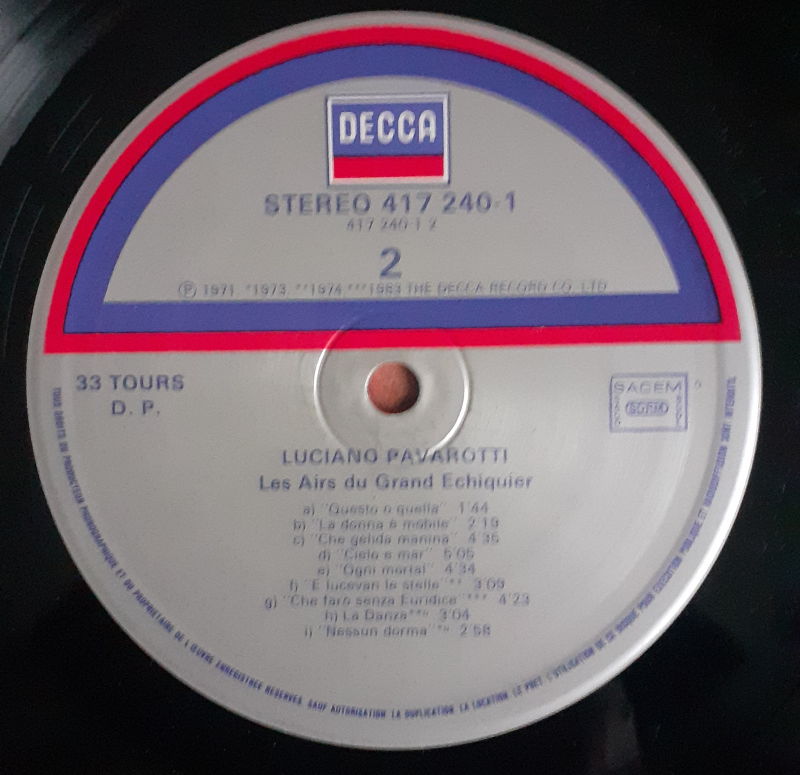 DECCA
STEREO 417 240-1
417 240-1 2
2
℗ 1971. *1973. **1974. ***1983 THE DECCA RECORD CO. LTD
33 TOURS
D. P.
SACEM
SDRM
LUCIANO PAVAROTTI
Les Airs du Grand Echiquier
a) "Questo o quella" 1'44
b) "La donna è mobile" 2'19
c) "Che gelida manina" 4'35
d) "Cielo e mar" 5'05
e) "Ogni mortal" 4'34
f) "E lucevan le stelle"** 3'09
g) "Che faro senza Euridice"*** 4'23
h) La Danza 3'04
i) "Nessun dorma" 2'58
TOUS DROITS DU PRODUCTEUR PHONOGRAPHIQUE ET DU PROPRIETAIRE DE L'ŒUVRE ENREGISTREE RESERVES. SAUF AUTORISATION LA DUPLICATION, LA LOCATION, LE PRET, L'UTILISATION DE CE DISQUE POUR EXECUTION PUBLIQUE ET RADIODIFFUSION SONT INTERDITS.